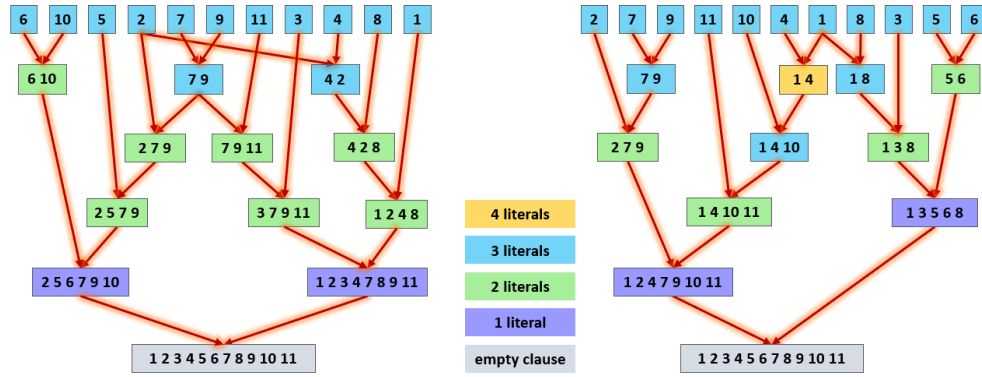 6 10 5 2 7 9 11 3 4 8 1
6 10
7 9
4 2
2 7 9
7 9 11
4 2 8
2 5 7 9
3 7 9 11
1 2 4 8
2 5 6 7 9 10
1 2 3 4 7 8 9 11
1 2 3 4 5 6 7 8 9 10 11
4 literals
3 literals
2 literals
1 literal
empty clause
2 7 9 11 10 4 1 8 3 5 6
7 9
1 4
1 8
5 6
2 7 9
1 4 10
1 3 8
1 4 10 11
1 3 5 6 8
1 2 4 7 9 10 11
1 2 3 4 5 6 7 8 9 10 11